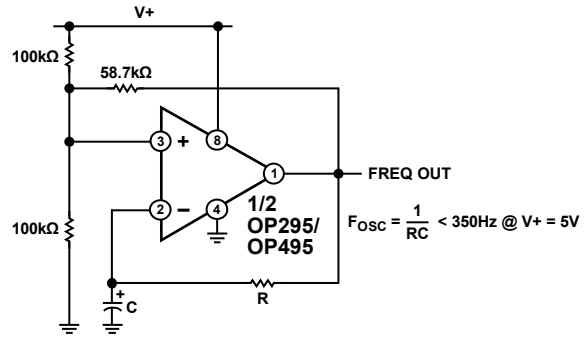 V+
100kΩ
58.7kΩ
3
+
8
1
FREQ OUT
2
−
4
1/2
OP295/
OP495
100kΩ
F_OSC = 1/RC < 350Hz @ V+ = 5V
+
C
R